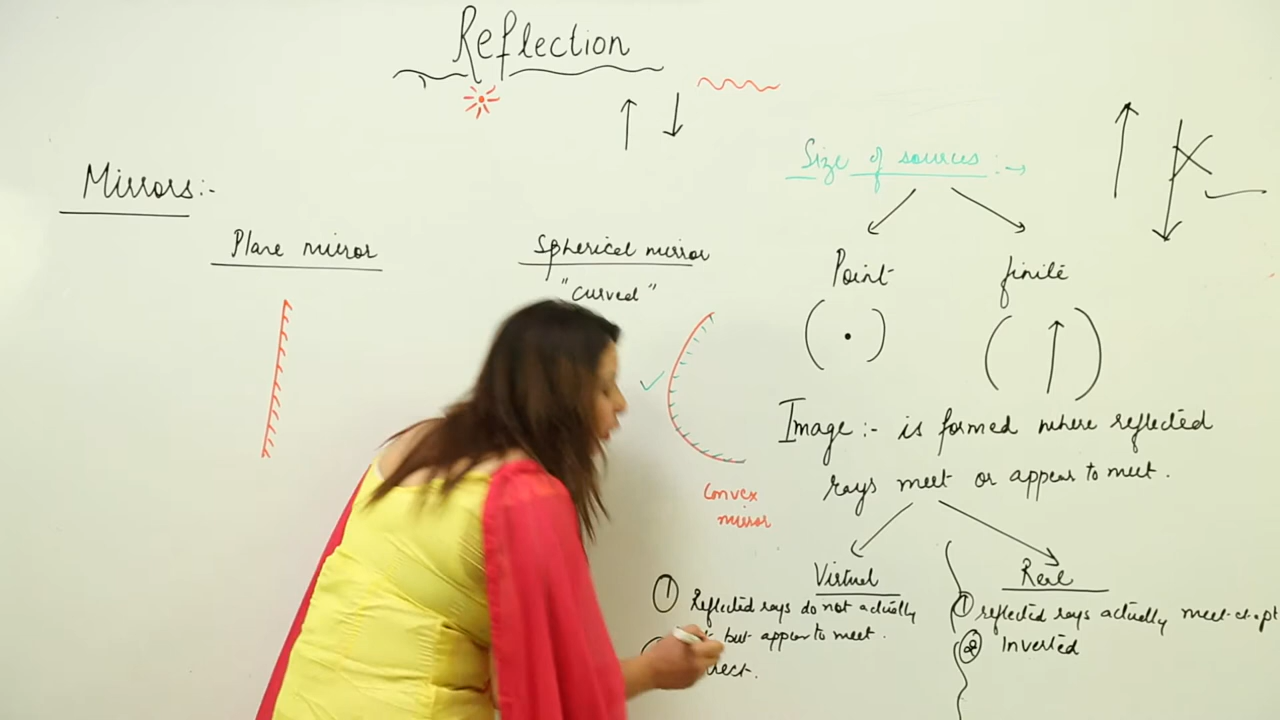 Reflection
Mirrors:-
Plane mirror
Spherical mirror
"curved"
Convex
mirror
Size of sources:-→
Point
finite
Image:- is formed where reflected
rays meet or appear to meet.
Virtual
① Reflected rays do not actually
but appear to meet.
Real
① reflected rays actually meet at a pt
② Inverted